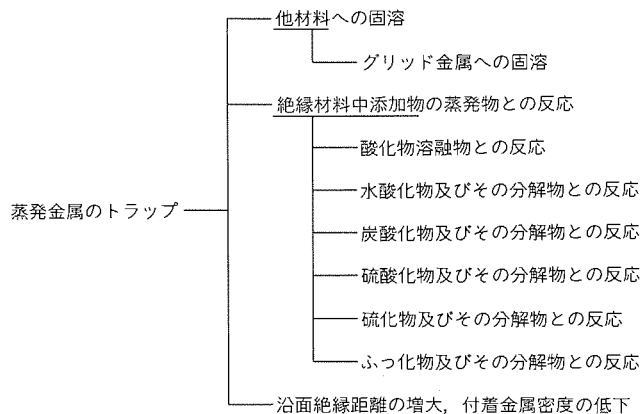 他材料への固溶
グリッド金属への固溶
絶縁材料中添加物の蒸発物との反応
酸化物溶融物との反応
水酸化物及びその分解物との反応
蒸発金属のトラップ
炭酸化物及びその分解物との反応
硫酸化物及びその分解物との反応
硫化物及びその分解物との反応
ふっ化物及びその分解物との反応
沿面絶縁距離の増大，付着金属密度の低下